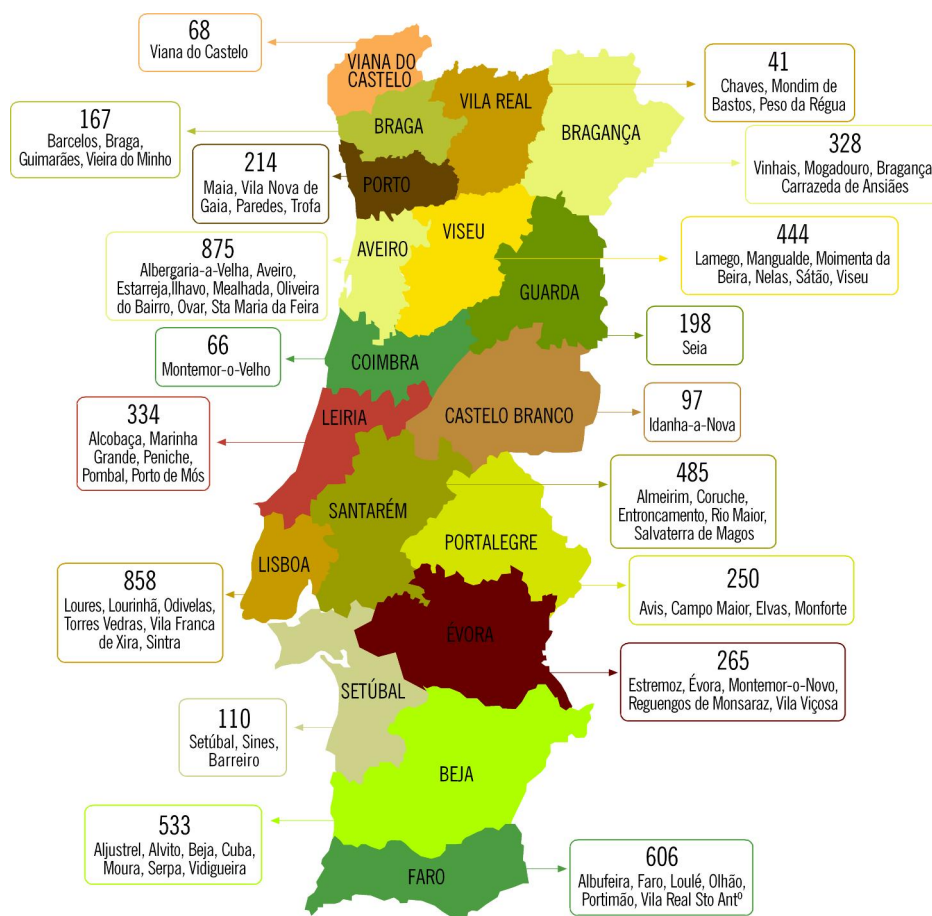 68
Viana do Castelo
VIANA DO
CASTELO
41
Chaves, Mondim de
Bastos, Peso da Régua
VILA REAL
167
Barcelos, Braga,
Guimarães, Vieira do Minho
BRAGA
BRAGANÇA
328
Vinhais, Mogadouro, Bragança
Carrazeda de Ansiães
214
Maia, Vila Nova de
Gaia, Paredes, Trofa
PORTO
875
Albergaria-a-Velha, Aveiro,
Estarreja,Ílhavo, Mealhada, Oliveira
do Bairro, Ovar, Sta Maria da Feira
AVEIRO
VISEU
444
Lamego, Mangualde, Moimenta da
Beira, Nelas, Sátão, Viseu
GUARDA
198
Seia
66
Montemor-o-Velho
COIMBRA
334
Alcobaça, Marinha
Grande, Peniche,
Pombal, Porto de Mós
LEIRIA
CASTELO BRANCO
97
Idanha-a-Nova
485
Almeirim, Coruche,
Entroncamento, Rio Maior,
Salvaterra de Magos
SANTARÉM
PORTALEGRE
LISBOA
858
Loures, Lourinhã, Odivelas,
Torres Vedras, Vila Franca
de Xira, Sintra
250
Avis, Campo Maior, Elvas, Monforte
ÉVORA
265
Estremoz, Évora, Montemor-o-Novo,
Reguengos de Monsaraz, Vila Viçosa
SETÚBAL
110
Setúbal, Sines,
Barreiro
BEJA
533
Aljustrel, Alvito, Beja, Cuba,
Moura, Serpa, Vidigueira
FARO
606
Albufeira, Faro, Loulé, Olhão,
Portimão, Vila Real Sto Antº